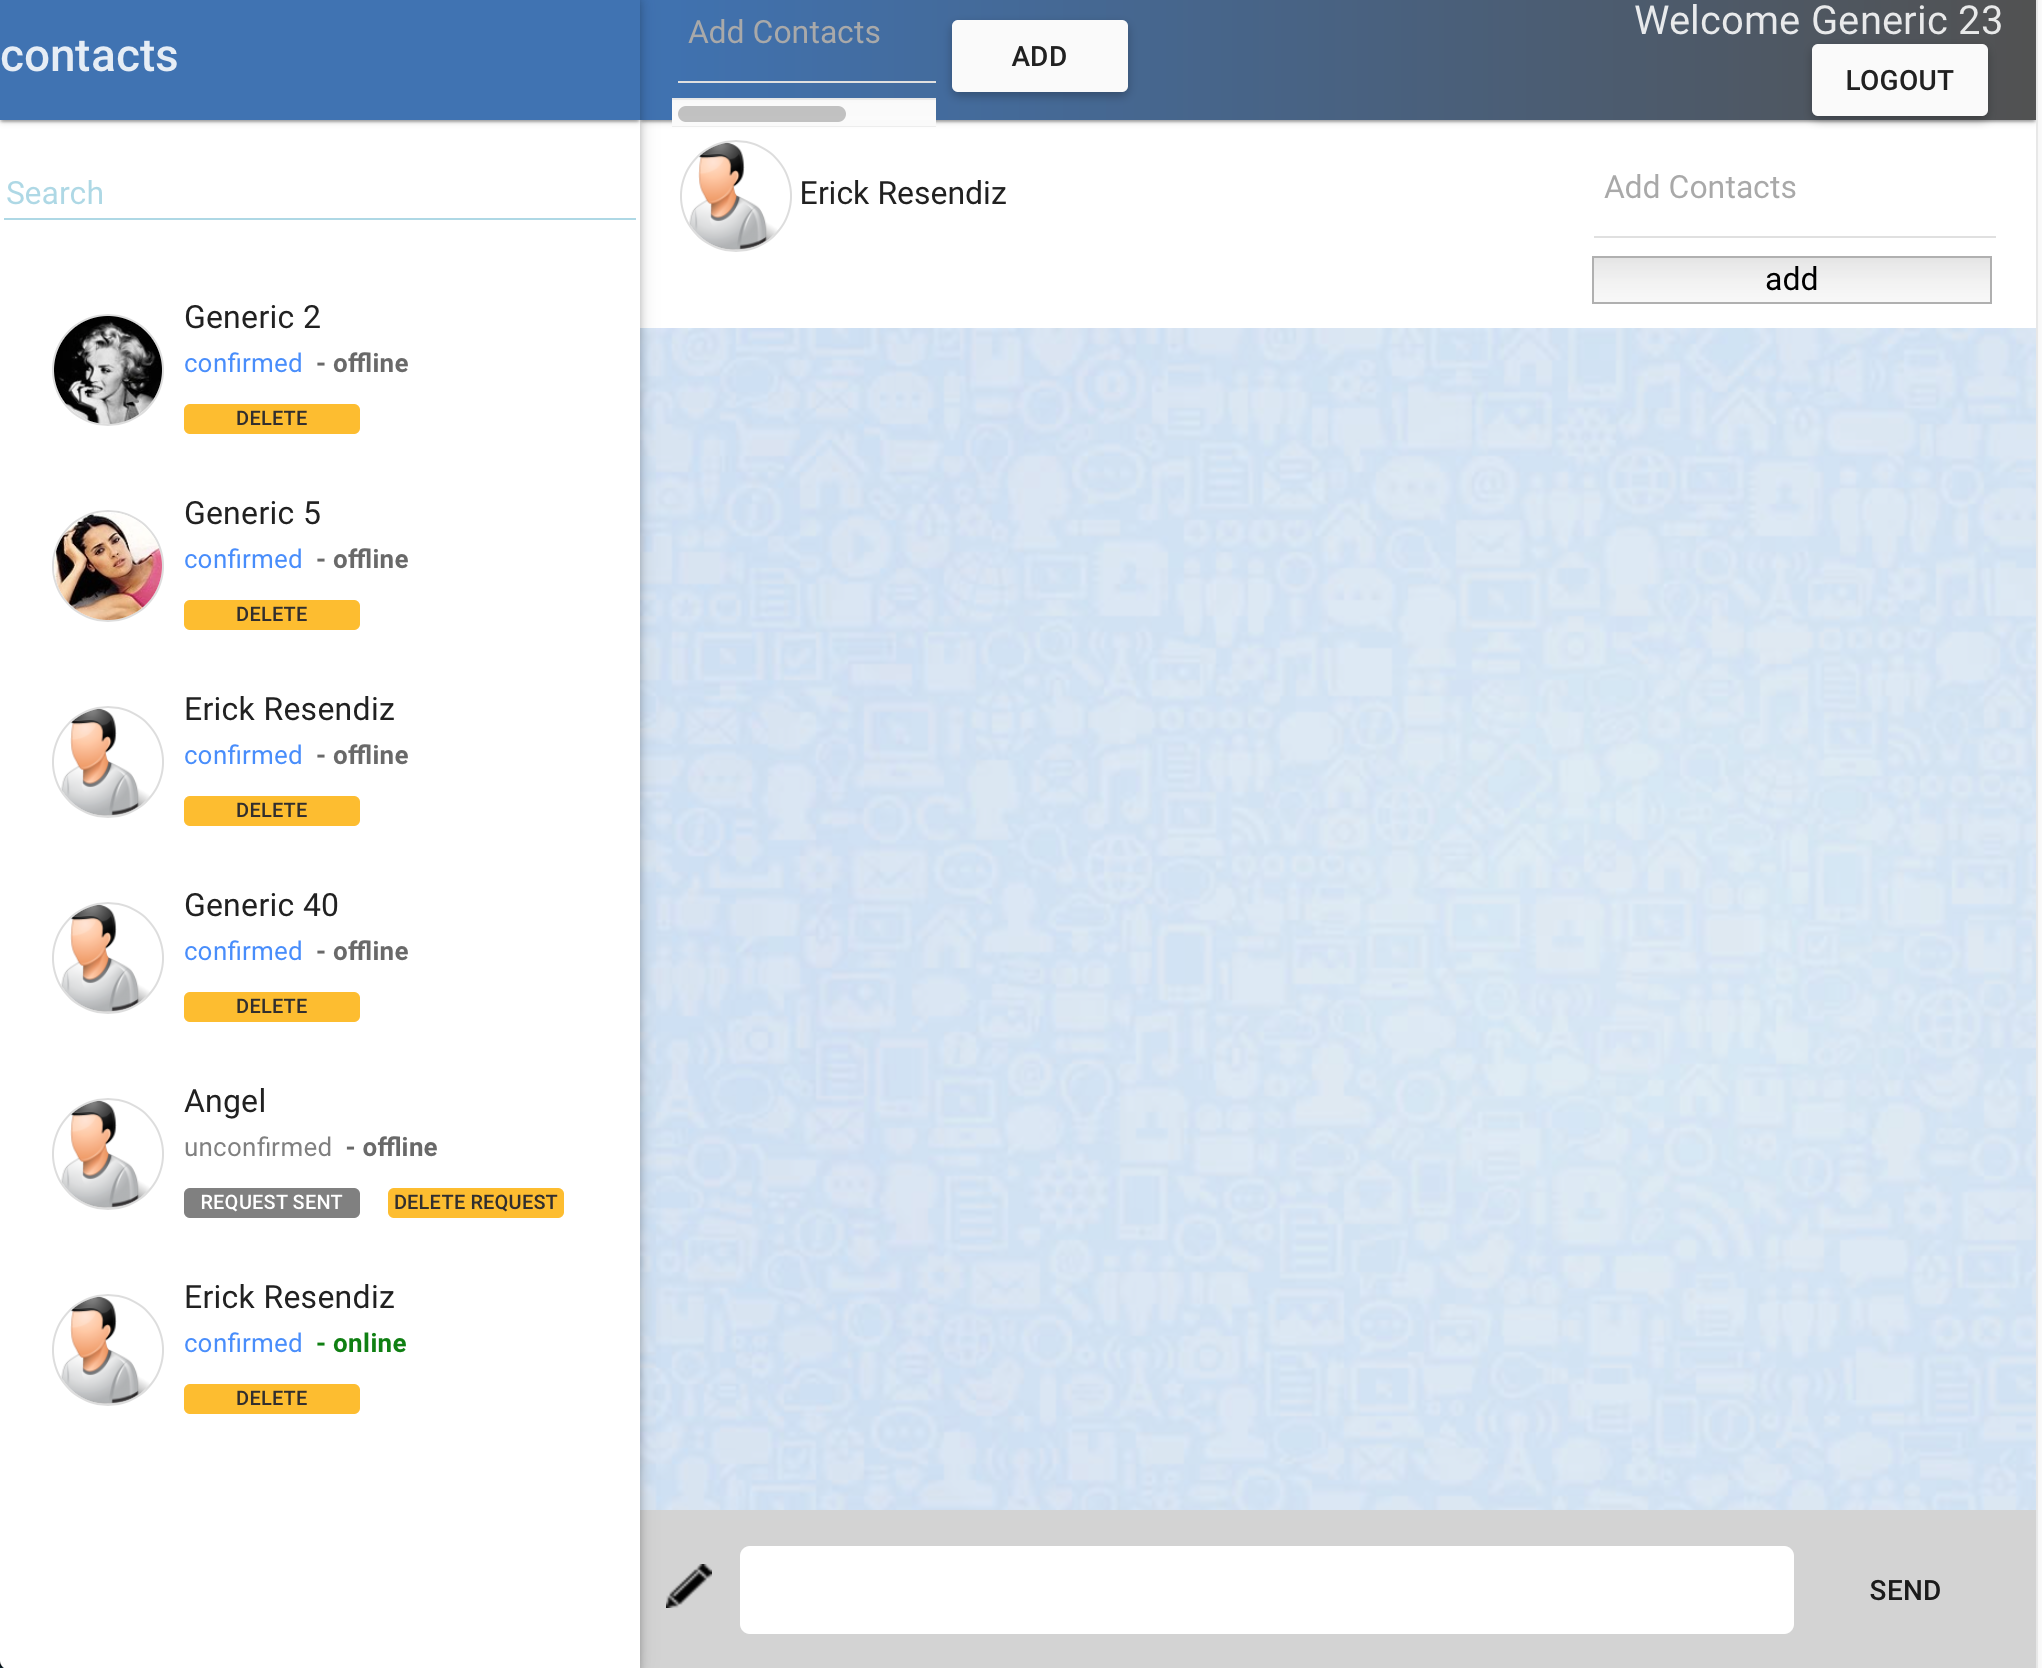 contacts
Add Contacts
ADD
Welcome Generic 23
LOGOUT
Search
Generic 2
confirmed - offline
DELETE
Generic 5
confirmed - offline
DELETE
Erick Resendiz
confirmed - offline
DELETE
Generic 40
confirmed - offline
DELETE
Angel
unconfirmed - offline
REQUEST SENT DELETE REQUEST
Erick Resendiz
confirmed - online
DELETE
Erick Resendiz
Add Contacts
add
SEND